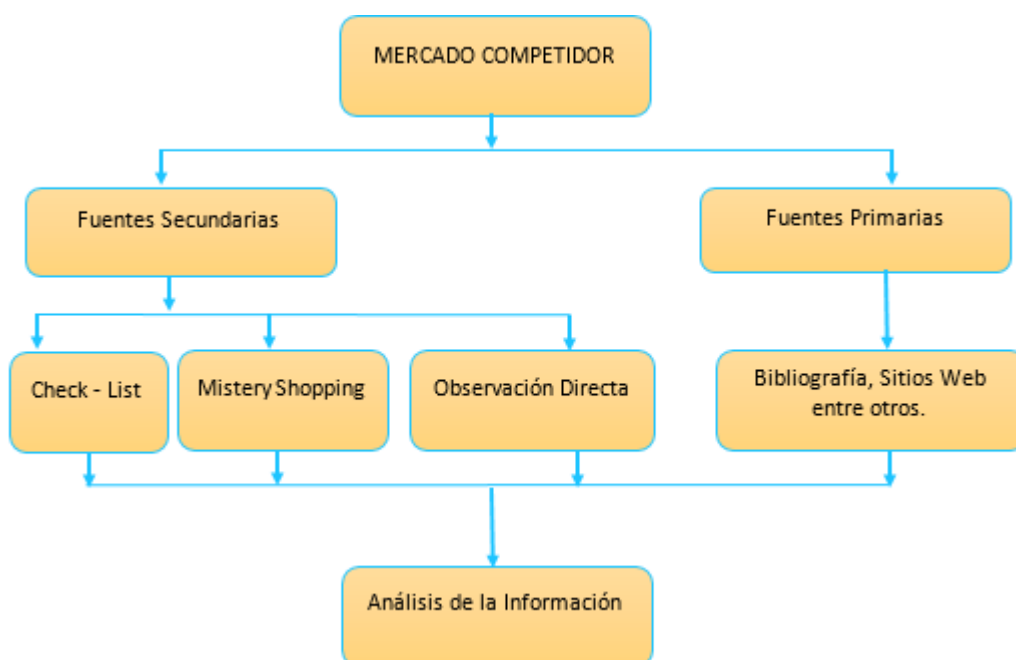 MERCADO COMPETIDOR
Fuentes Secundarias
Fuentes Primarias
Check - List
Mistery Shopping
Observación Directa
Bibliografía, Sitios Web
entre otros.
Análisis de la Información